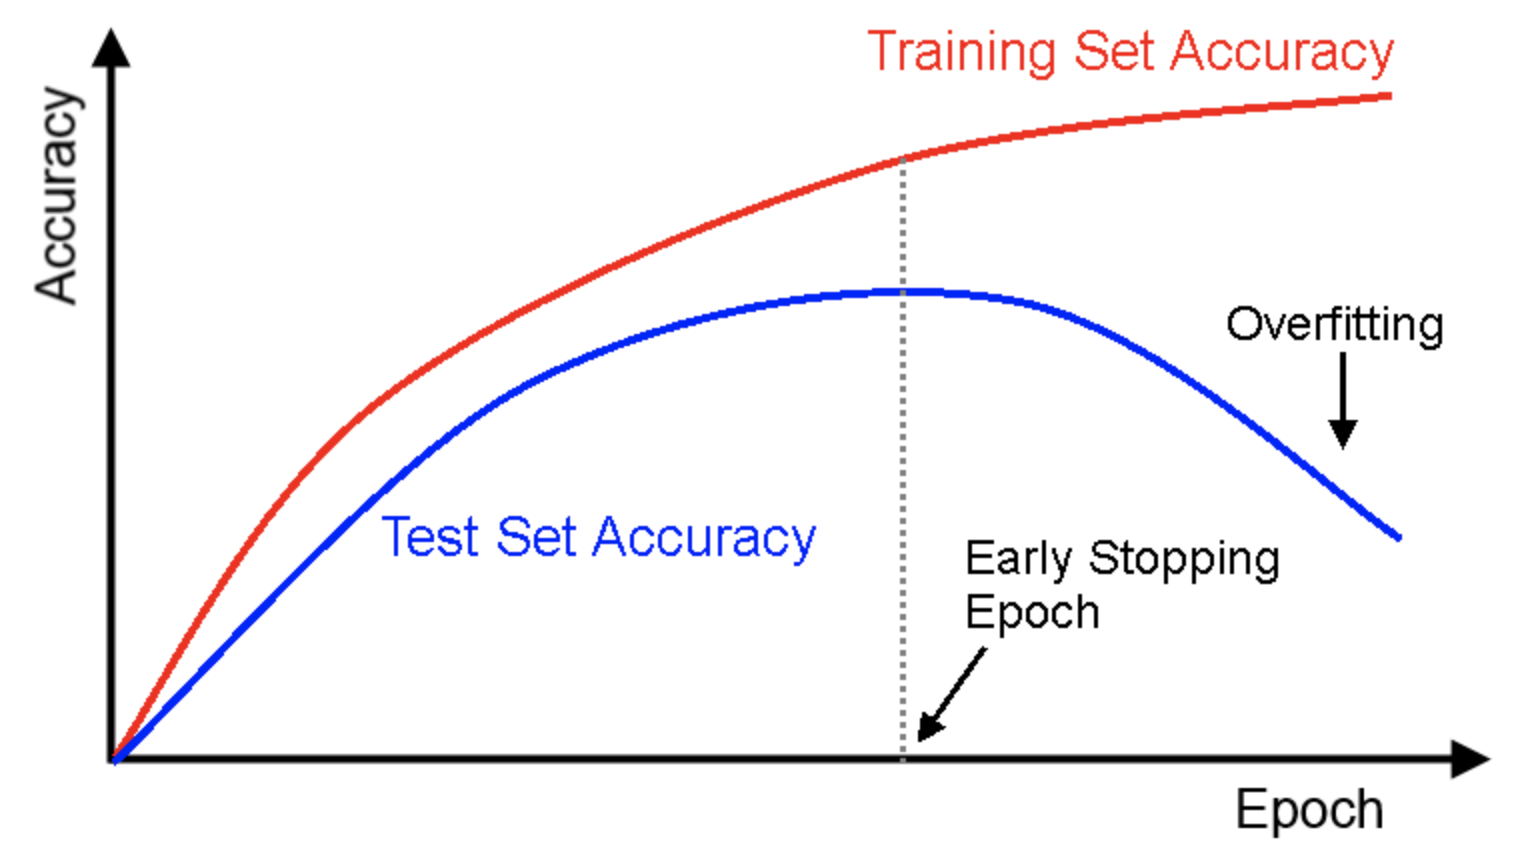 Training Set Accuracy
Accuracy
Overfitting
Test Set Accuracy
Early Stopping
Epoch
Epoch